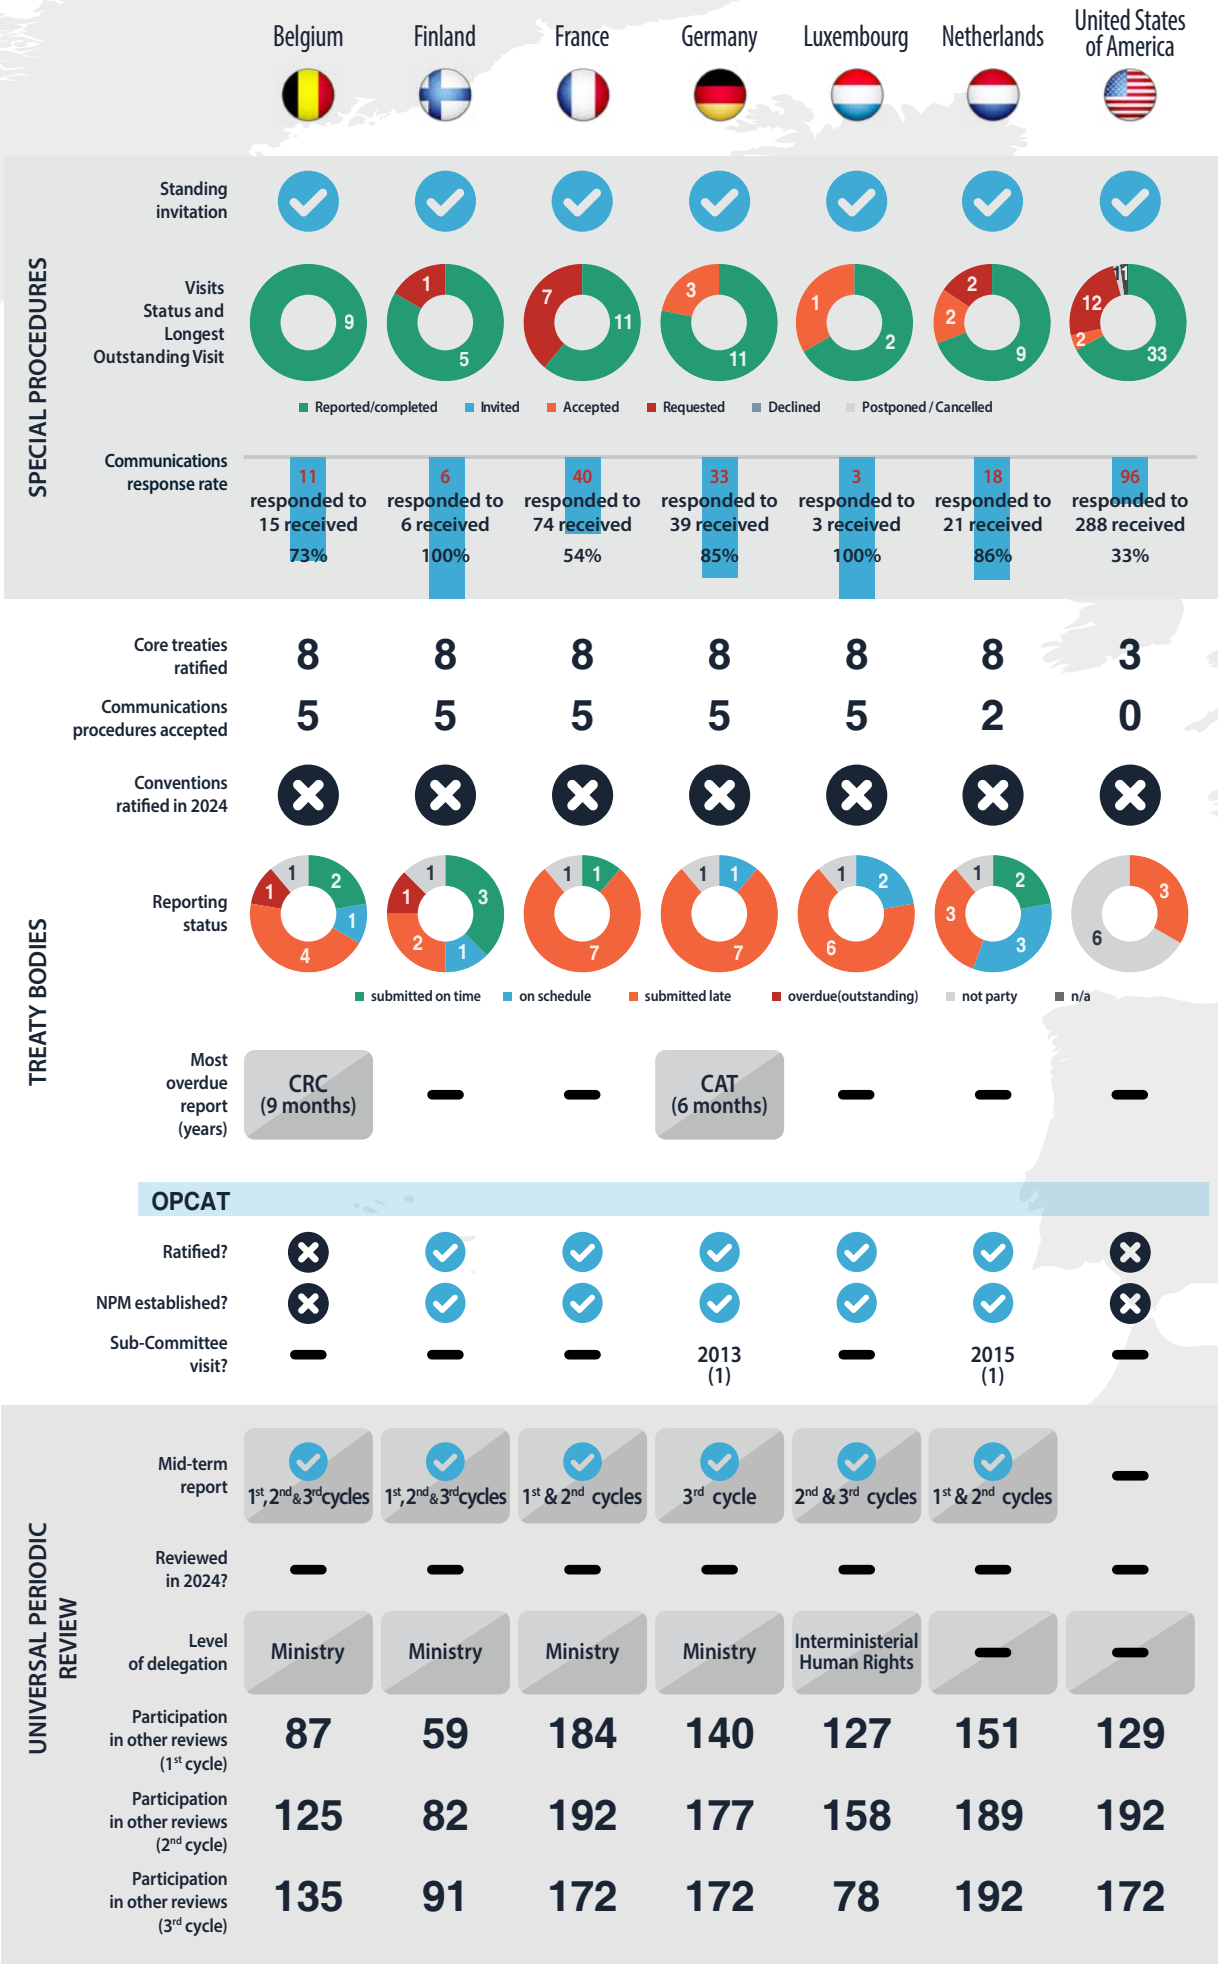 Belgium
Finland
France
Germany
Luxembourg
Netherlands
United States
of America
SPECIAL PROCEDURES
Standing
invitation
Visits
Status and
Longest
Outstanding Visit
9
1
5
7
11
3
11
1
2
2
2
9
1 1
12
2
33
Reported/completed
Invited
Accepted
Requested
Declined
Postponed / Cancelled
Communications
response rate
11
responded to
15 received
73%
6
responded to
6 received
100%
40
responded to
74 received
54%
33
responded to
39 received
85%
3
responded to
3 received
100%
18
responded to
21 received
86%
96
responded to
288 received
33%
TREATY BODIES
Core treaties
ratified
8 8 8 8 8 8 3
Communications
procedures accepted
5 5 5 5 5 2 0
Conventions
ratified in 2024
Reporting
status
1 2 1 1 4
1 3 1 2 1
1 1 7
1 1 7
1 2 6
1 2 3 3
3 6
submitted on time
on schedule
submitted late
overdue(outstanding)
not party
n/a
Most
overdue
report
(years)
CRC
(9 months)
CAT
(6 months)
OPCAT
Ratified?
NPM established?
Sub-Committee
visit?
2013
(1)
2015
(1)
UNIVERSAL PERIODIC
REVIEW
Mid-term
report
1st,2nd&3rdcycles
1st,2nd&3rdcycles
1st & 2nd cycles
3rd cycle
2nd & 3rd cycles
1st & 2nd cycles
Reviewed
in 2024?
Level
of delegation
Ministry
Ministry
Ministry
Ministry
Interministerial
Human Rights
Participation
in other reviews
(1st cycle)
87 59 184 140 127 151 129
Participation
in other reviews
(2nd cycle)
125 82 192 177 158 189 192
Participation
in other reviews
(3rd cycle)
135 91 172 172 78 192 172